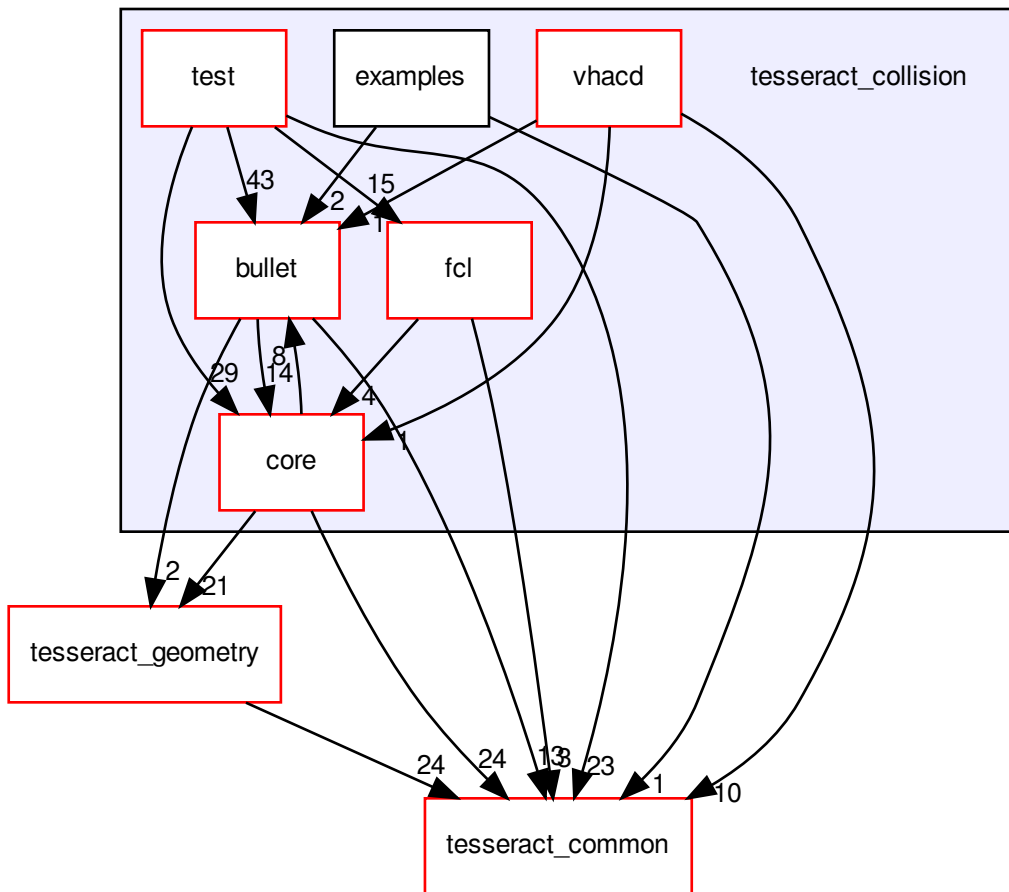 test
examples
vhacd
tesseract_collision
43
2
15
1
bullet
fcl
29
8
14
4
1
core
2
21
tesseract_geometry
24
24
13
3
23
1
10
tesseract_common